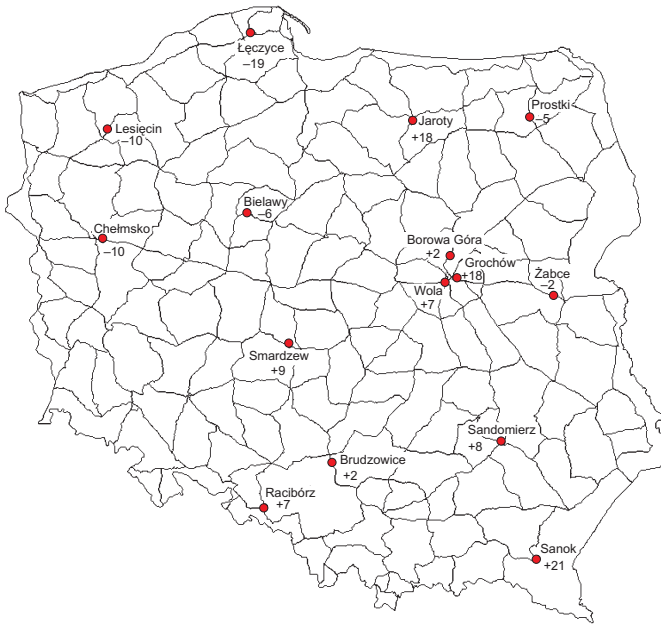 Łęczyce
–19
Prostki
–5
Jaroty
+18
Lesięcin
–10
Bielawy
–6
Chełmsko
–10
Borowa Góra
+2
Grochów
+18
Żabce
–2
Wola
+7
Smardzew
+9
Sandomierz
+8
Brudzowice
+2
Racibórz
+7
Sanok
+21